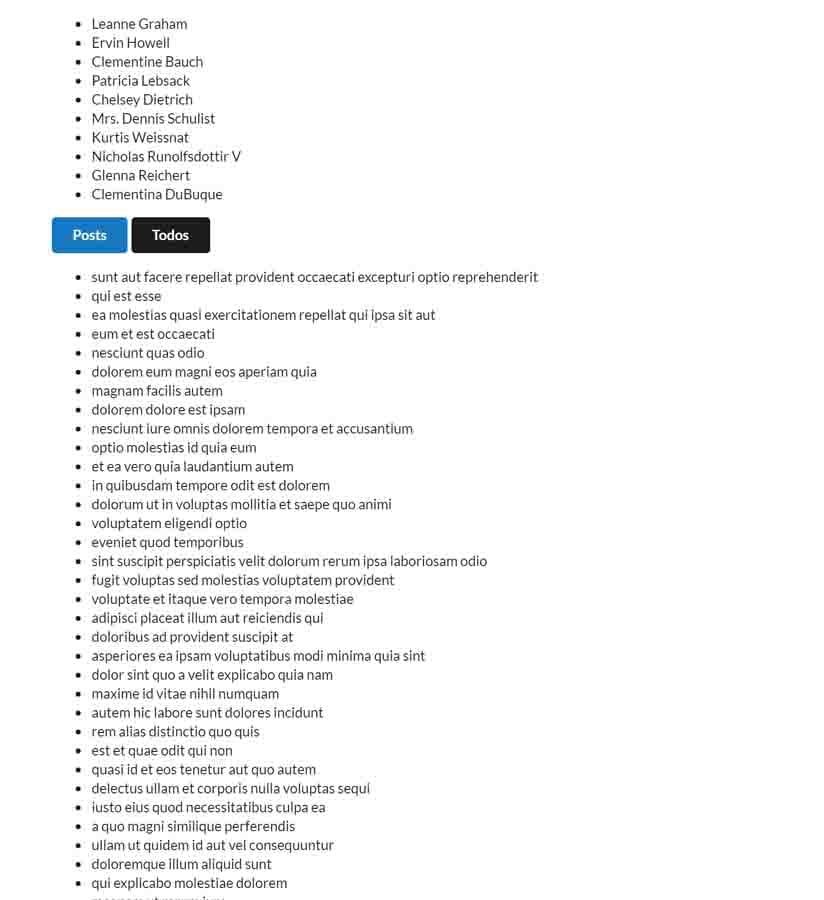 Leanne Graham
Ervin Howell
Clementine Bauch
Patricia Lebsack
Chelsey Dietrich
Mrs. Dennis Schulist
Kurtis Weissnat
Nicholas Runolfsdottir V
Glenna Reichert
Clementina DuBuque
Posts Todos
sunt aut facere repellat provident occaecati excepturi optio reprehenderit
qui est esse
ea molestias quasi exercitationem repellat qui ipsa sit aut
eum et est occaecati
nesciunt quas odio
dolorem eum magni eos aperiam quia
magnam facilis autem
dolorem dolore est ipsam
nesciunt iure omnis dolorem tempora et accusantium
optio molestias id quia eum
et ea vero quia laudantium autem
in quibusdam tempore odit est dolorem
dolorum ut in voluptas mollitia et saepe quo animi
voluptatem eligendi optio
eveniet quod temporibus
sint suscipit perspiciatis velit dolorum rerum ipsa laboriosam odio
fugit voluptas sed molestias voluptatem provident
voluptate et itaque vero tempora molestiae
adipisci placeat illum aut reiciendis qui
doloribus ad provident suscipit at
asperiores ea ipsam voluptatibus modi minima quia sint
dolor sint quo a velit explicabo quia nam
maxime id vitae nihil numquam
autem hic labore sunt dolores incidunt
rem alias distinctio quo quis
est et quae odit qui non
quasi id et eos tenetur aut quo autem
delectus ullam et corporis nulla voluptas sequi
iusto eius quod necessitatibus culpa ea
a quo magni similique perferendis
ullam ut quidem id aut vel consequuntur
doloremque illum aliquid sunt
qui explicabo molestiae dolorem